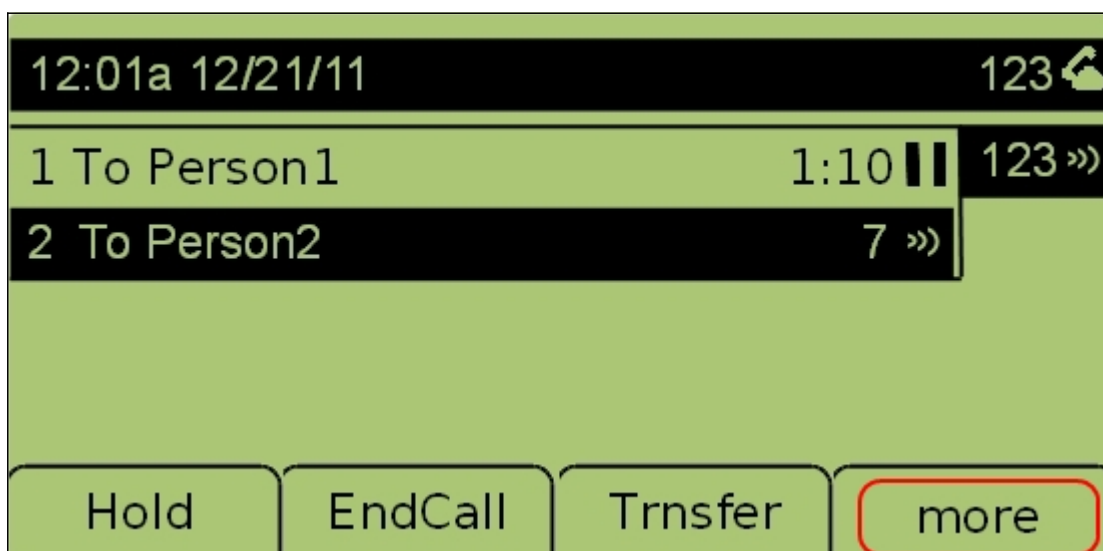 12:01a 12/21/11 123
1 To Person1 1:10 123
2 To Person2 7
Hold EndCall Trnsfer more